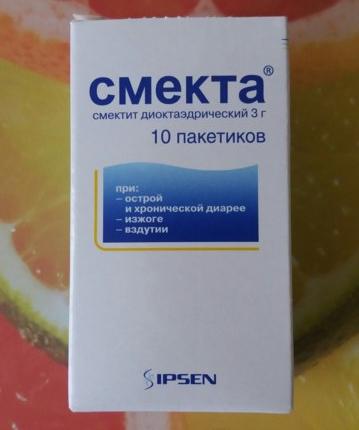 смекта®
смектит диоктаэдрический 3 г
10 пакетиков
при:
– острой
и хронической диарее
– изжоге
– вздутии
IPSEN